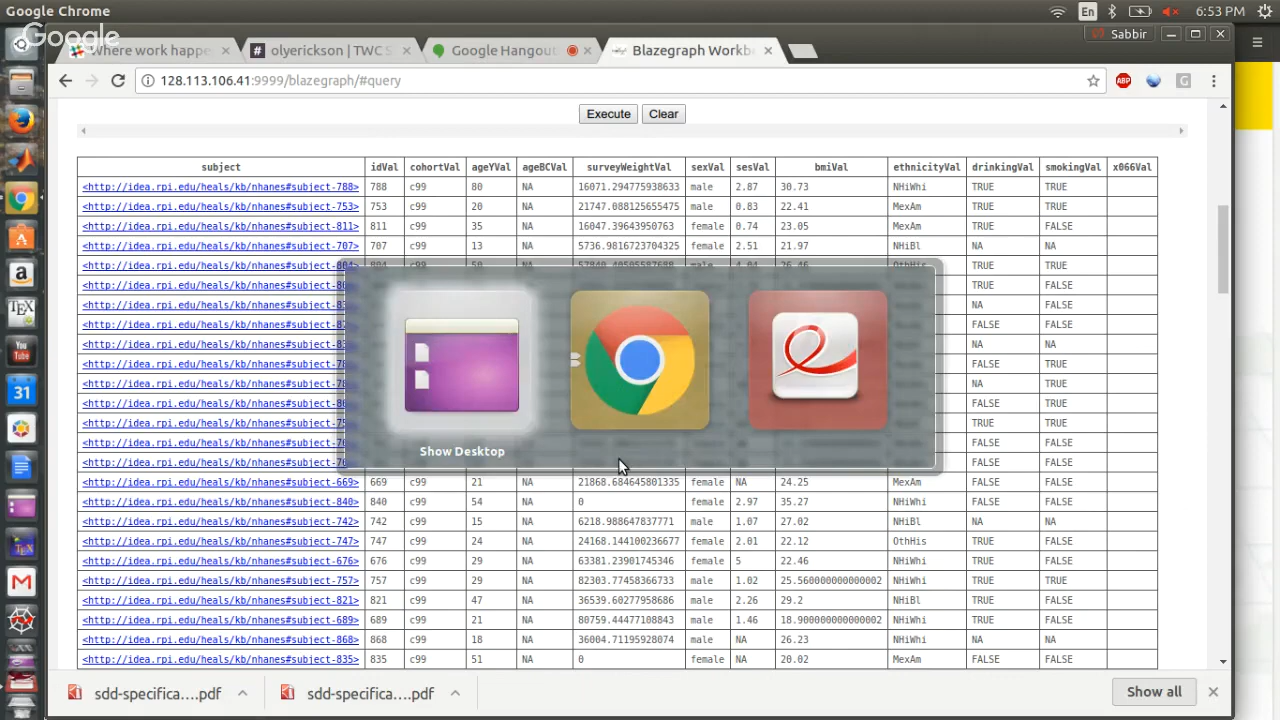 Google Chrome En 6:53 PM
Google
Where work happe olyerickson | TWC S Google Hangou Blazegraph Workb Sabbir
128.113.106.41:9999/blazegraph/#query ABP G
Execute Clear
subject idVal cohortVal ageYVal ageBCVal surveyWeightVal sexVal sesVal bmiVal ethnicityVal drinkingVal smokingVal x066Val
<http://idea.rpi.edu/heals/kb/nhanes#subject-788> 788 c99 80 NA 16071.294775938633 male 2.87 30.73 NHiWhi TRUE TRUE
<http://idea.rpi.edu/heals/kb/nhanes#subject-753> 753 c99 20 NA 21747.088125655475 male 0.83 22.41 MexAm TRUE TRUE
<http://idea.rpi.edu/heals/kb/nhanes#subject-811> 811 c99 35 NA 16047.39643950763 female 0.74 23.05 MexAm TRUE FALSE
<http://idea.rpi.edu/heals/kb/nhanes#subject-707> 707 c99 13 NA 5736.9816723704325 male 2.51 21.97 NHiBl NA NA
TRUE TRUE
TRUE FALSE
NA FALSE
FALSE FALSE
NA NA
FALSE TRUE
NA TRUE
FALSE TRUE
TRUE TRUE
FALSE FALSE
FALSE FALSE
Show Desktop
<http://idea.rpi.edu/heals/kb/nhanes#subject-669> 669 c99 21 NA 21868.684645801335 female NA 24.25 MexAm FALSE FALSE
<http://idea.rpi.edu/heals/kb/nhanes#subject-840> 840 c99 54 NA 0 female 2.97 35.27 NHiWhi FALSE FALSE
<http://idea.rpi.edu/heals/kb/nhanes#subject-742> 742 c99 15 NA 6218.988647837771 male 1.07 27.02 NHiBl NA NA
<http://idea.rpi.edu/heals/kb/nhanes#subject-747> 747 c99 24 NA 24168.144100236677 female 2.01 22.12 OthHis TRUE FALSE
<http://idea.rpi.edu/heals/kb/nhanes#subject-676> 676 c99 29 NA 63381.23901745346 female 5 22.46 NHiWhi TRUE FALSE
<http://idea.rpi.edu/heals/kb/nhanes#subject-757> 757 c99 29 NA 82303.77458366733 male 1.02 25.560000000000002 NHiWhi TRUE TRUE
<http://idea.rpi.edu/heals/kb/nhanes#subject-821> 821 c99 47 NA 36539.60277958686 male 2.26 29.2 NHiBl TRUE FALSE
<http://idea.rpi.edu/heals/kb/nhanes#subject-689> 689 c99 21 NA 80759.44477108843 male 1.46 18.900000000000002 NHiWhi TRUE FALSE
<http://idea.rpi.edu/heals/kb/nhanes#subject-868> 868 c99 18 NA 36004.71195928074 male NA 26.23 NHiWhi NA NA
<http://idea.rpi.edu/heals/kb/nhanes#subject-835> 835 c99 51 NA 0 female NA 20.02 MexAm FALSE FALSE
sdd-specifica....pdf sdd-specifica....pdf Show all